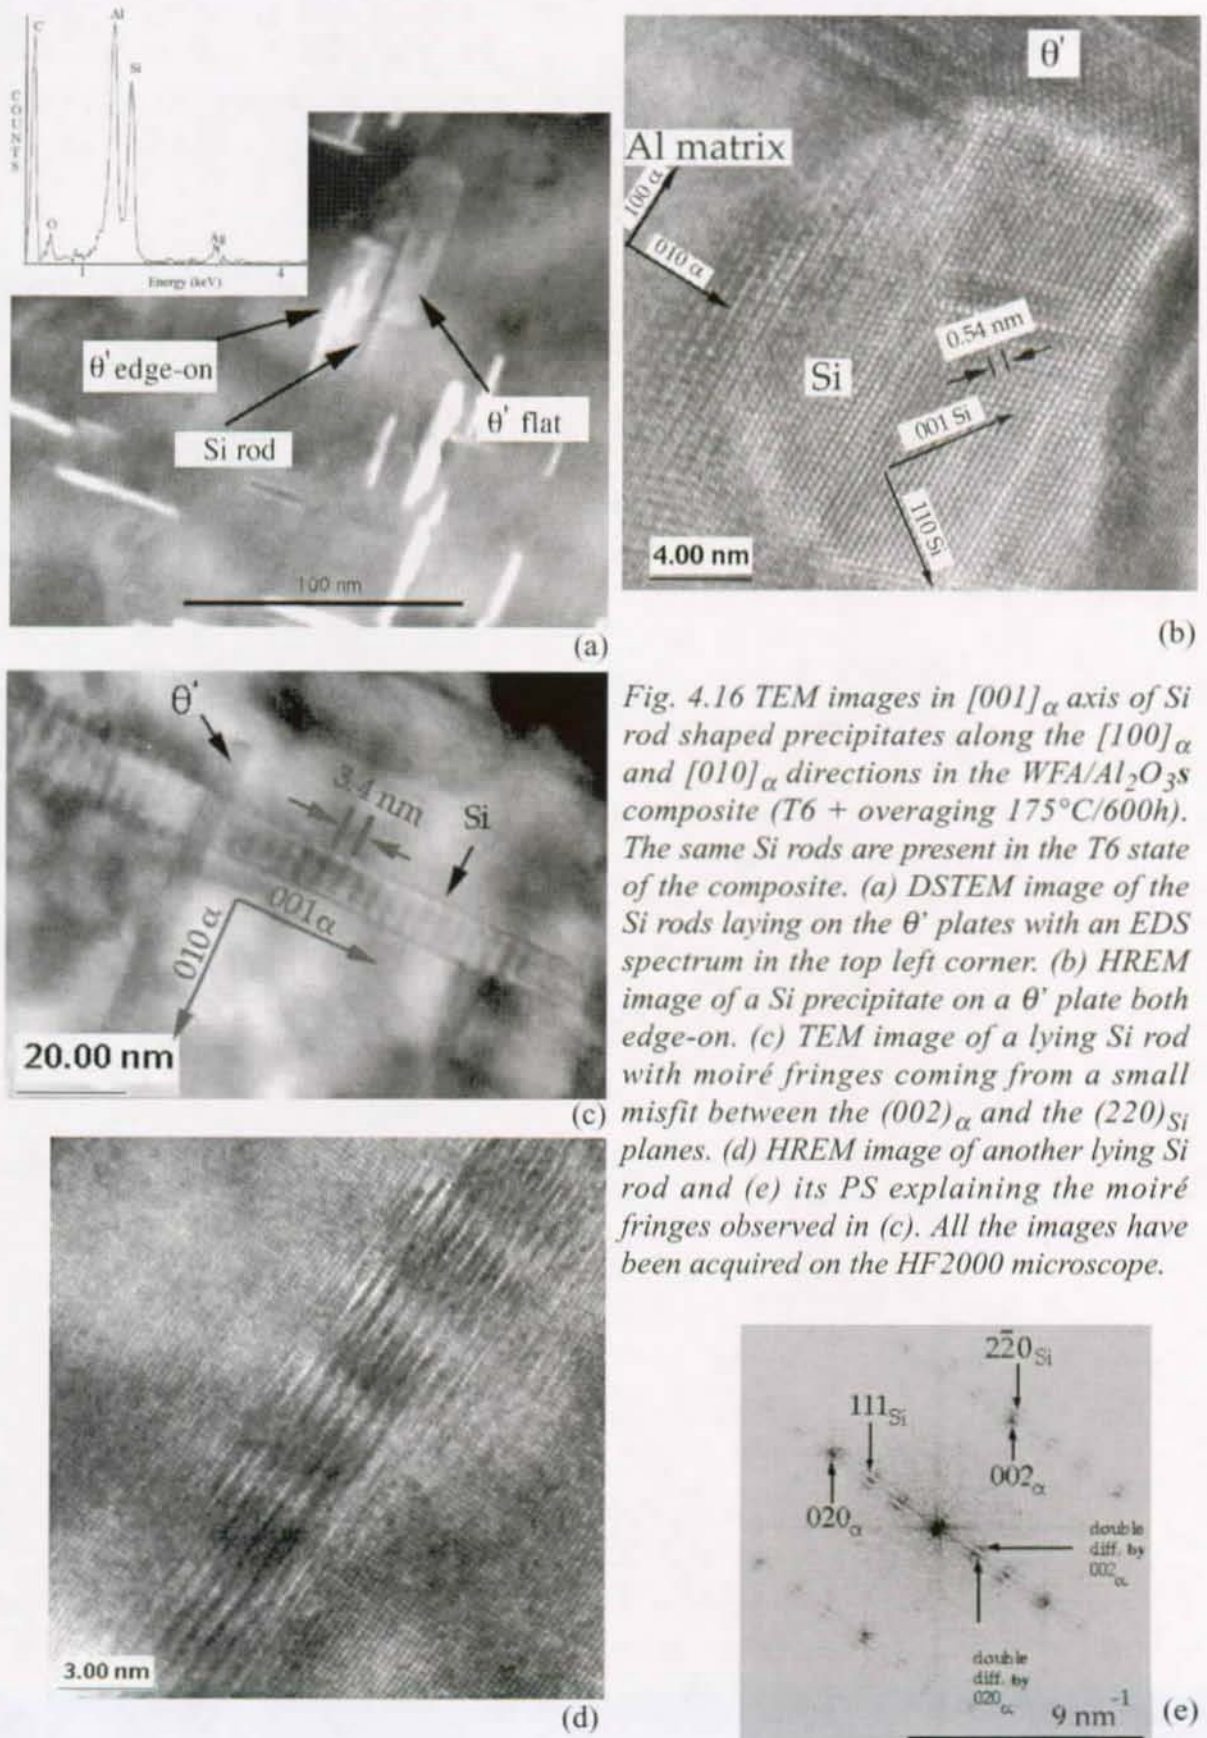 C
Al
Si
COUNTS
O
Ag
1
4
Energy (keV)
θ' edge-on
Si rod
θ' flat
100 nm
(a)
θ'
Al matrix
100 α
010 α
0.54 nm
Si
001 Si
110 Si
4.00 nm
(b)
θ'
3.4 nm
Si
001 α
010 α
20.00 nm
(c)
Fig. 4.16 TEM images in [001]α axis of Si
rod shaped precipitates along the [100]α
and [010]α directions in the WFA/Al2O3s
composite (T6 + overaging 175°C/600h).
The same Si rods are present in the T6 state
of the composite. (a) DSTEM image of the
Si rods laying on the θ' plates with an EDS
spectrum in the top left corner. (b) HREM
image of a Si precipitate on a θ' plate both
edge-on. (c) TEM image of a lying Si rod
with moiré fringes coming from a small
misfit between the (002)α and the (220)Si
planes. (d) HREM image of another lying Si
rod and (e) its PS explaining the moiré
fringes observed in (c). All the images have
been acquired on the HF2000 microscope.
3.00 nm
(d)
22̄0Si
111Si
002α
020α
double
diff. by
002α
double
diff. by
020α
9 nm-1
(e)